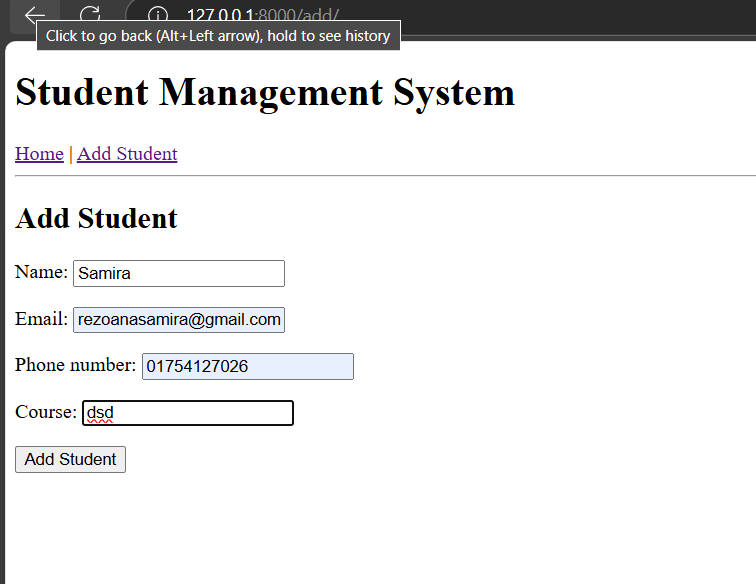 127.0.0.1:8000/add/
Click to go back (Alt+Left arrow), hold to see history
Student Management System
Home | Add Student
Add Student
Name: Samira
Email: rezoanasamira@gmail.com
Phone number: 01754127026
Course: dsd
Add Student